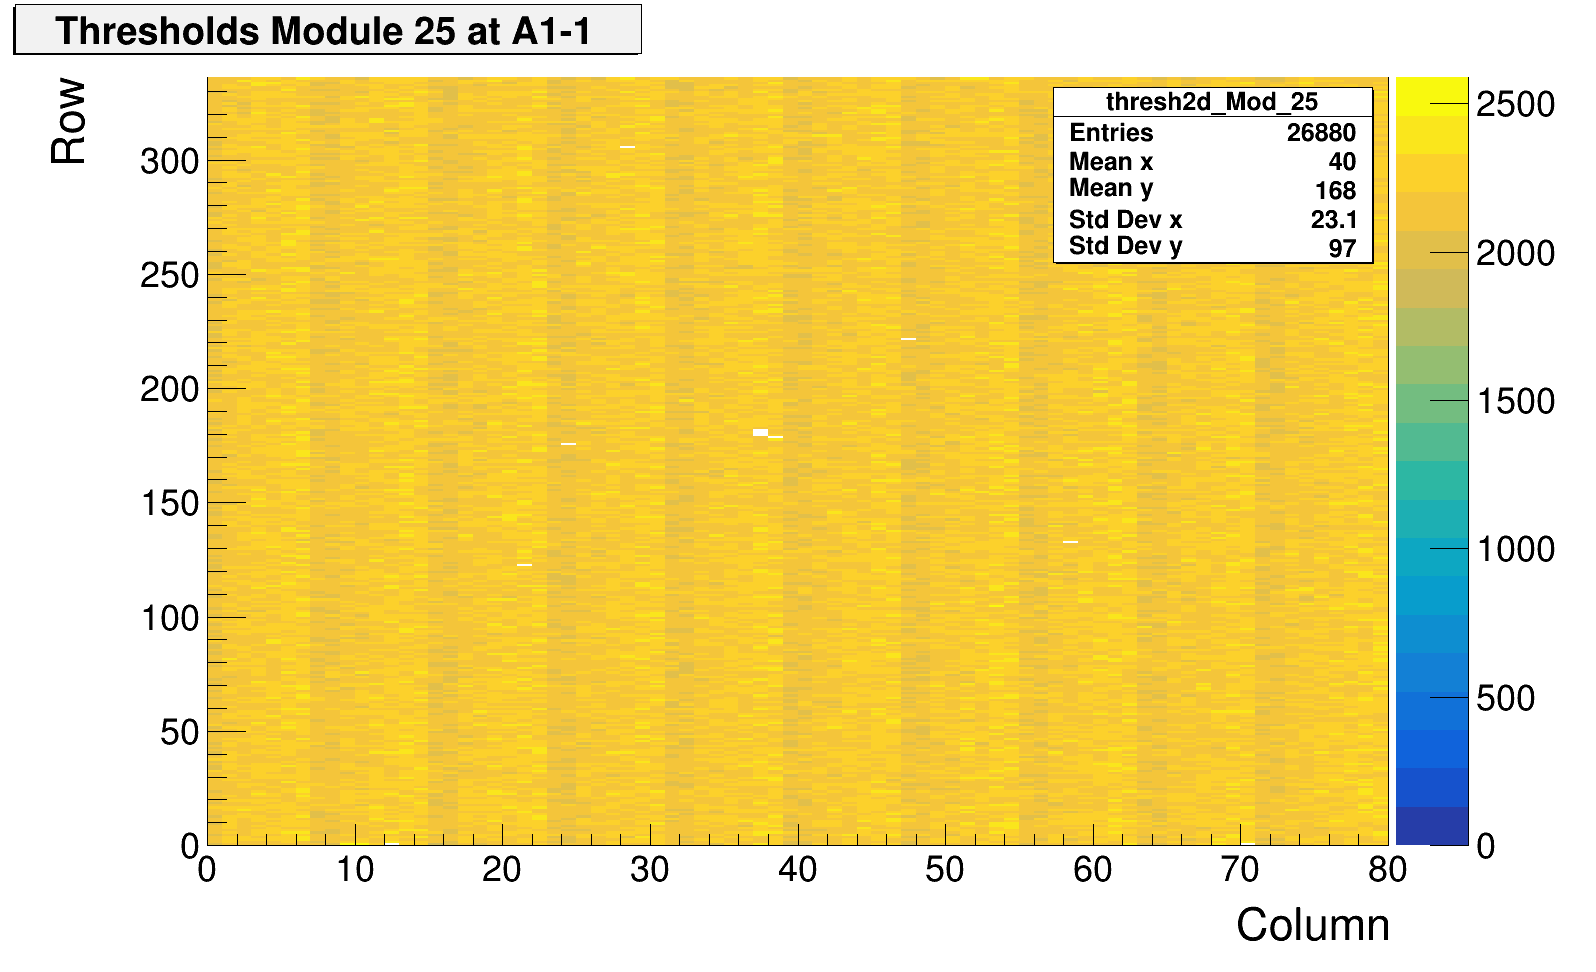 Thresholds Module 25 at A1-1
Row
thresh2d_Mod_25
Entries 26880
Mean x 40
Mean y 168
Std Dev x 23.1
Std Dev y 97
300
250
200
150
100
50
0
0 10 20 30 40 50 60 70 80
Column
2500
2000
1500
1000
500
0